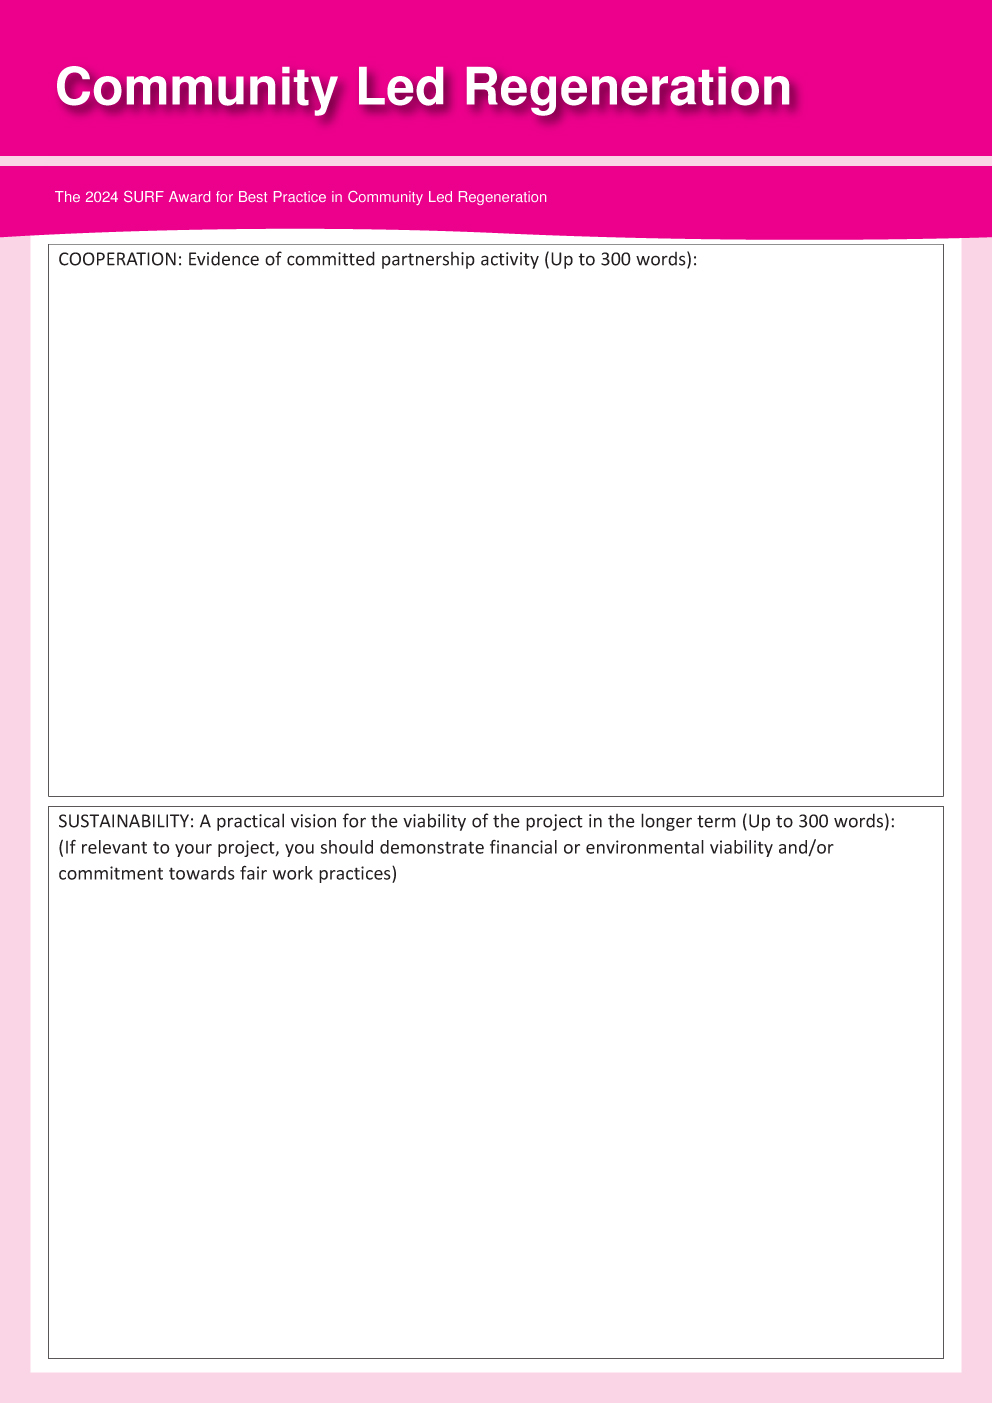 Community Led Regeneration
The 2024 SURF Award for Best Practice in Community Led Regeneration
COOPERATION: Evidence of committed partnership activity (Up to 300 words):
SUSTAINABILITY: A practical vision for the viability of the project in the longer term (Up to 300 words):
(If relevant to your project, you should demonstrate financial or environmental viability and/or
commitment towards fair work practices)